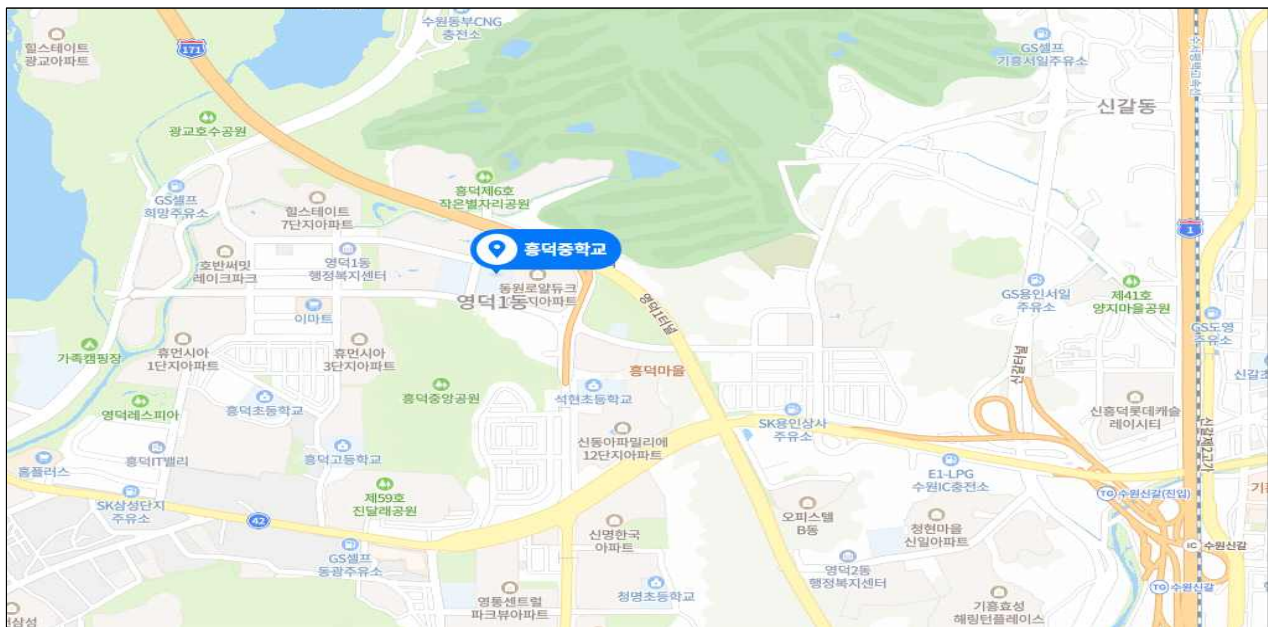 힐스테이트
광교아파트
171
수원동부CNG
충전소
GS셀프
기흥서일주유소
신갈동
광교호수공원
GS셀프
희망주유소
힐스테이트
7단지아파트
흥덕제6호
작은별자리공원
흥덕중학교
호반써밋
레이크파크
영덕1동
행정복지센터
동원로얄듀크
영덕1동
이마트
영덕1터널
GS용인서일
주유소
제41호
양지마을공원
1
GS도영
주유소
가족캠핑장
휴먼시아
1단지아파트
휴먼시아
3단지아파트
흥덕중앙공원
흥덕마을
석현초등학교
신갈터널
영덕레스피아
흥덕초등학교
신동아파밀리에
12단지아파트
SK용인상사
주유소
신흥덕롯데캐슬
레이시티
홈플러스
흥덕IT밸리
흥덕고등학교
E1-LPG
수원IC충전소
SK삼성단지
주유소
42
제59호
진달래공원
오피스텔
B동
TG 수원신갈(진입)
GS셀프
동광주유소
신명한국
아파트
청현마을
신일아파트
IC 수원신갈
영덕2동
행정복지센터
영통센트럴
파크뷰아파트
청명초등학교
기흥효성
해링턴플레이스
TG 수원신갈